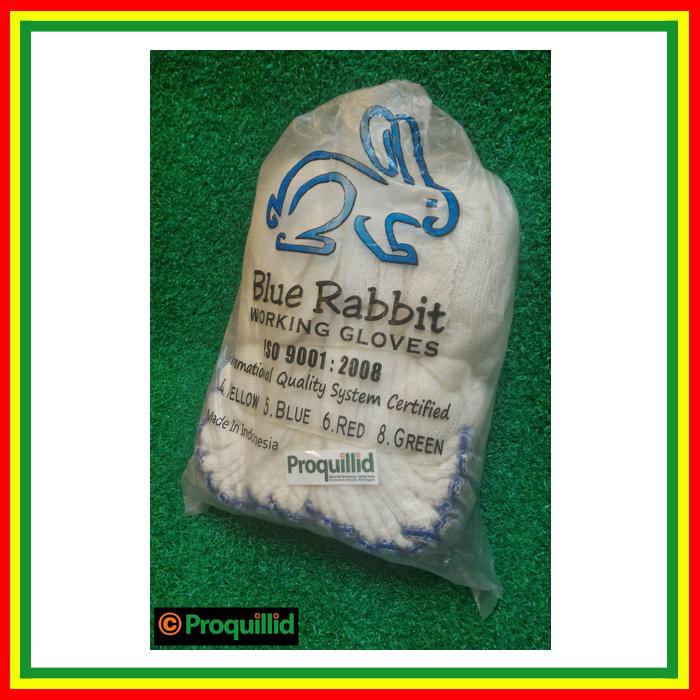 Blue Rabbit
WORKING GLOVES
ISO 9001:2008
International Quality System Certified
4.YELLOW 5.BLUE 6.RED 8.GREEN
Made In Indonesia
Proquillid
© Proquillid